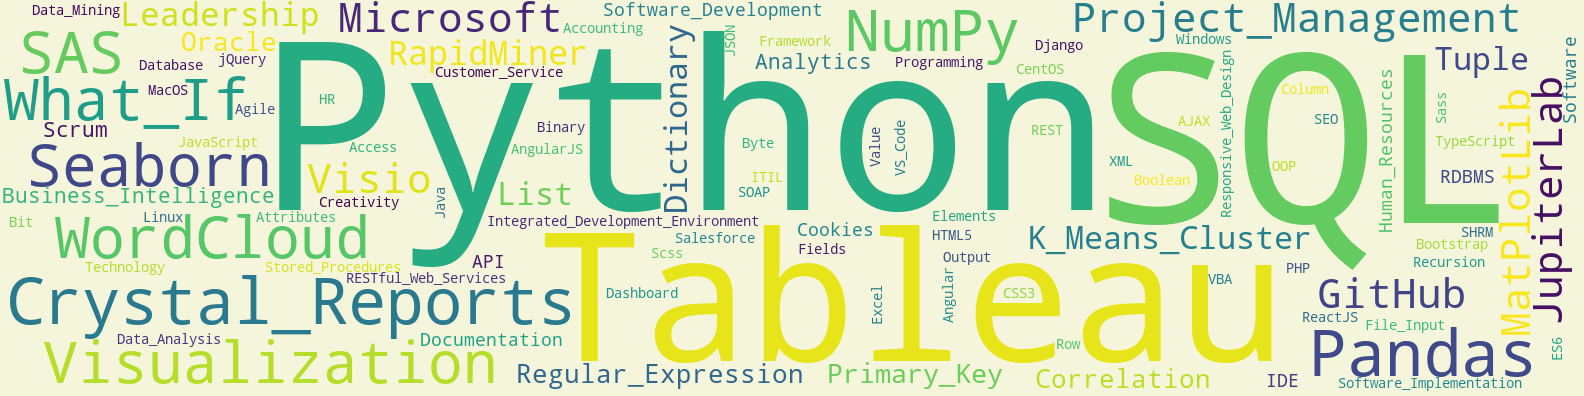 Data_Mining
Leadership
Microsoft
Software_Development
NumPy
Project_Management
SAS
Oracle
jQuery
RapidMiner
Accounting
JSON
Framework
Django
Windows
Software
Database
Customer_Service
Analytics
Programming
CentOS
Tuple
What_If
MacOS
Agile
HR
Python
SQL
Dictionary
Column
Responsive_Web_Design
Human_Resources
Sass
MatPlotLib
JupiterLab
Scrum
JavaScript
Access
Binary
AngularJS
Byte
Value
VS_Code
REST
AJAX
SEO
TypeScript
Seaborn
Visio
List
ITIL
SOAP
XML
Boolean
OOP
RDBMS
Business_Intelligence
Creativity
Java
Bit
Linux
Attributes
Integrated_Development_Environment
Elements
Cookies
HTML5
SHRM
WordCloud
Salesforce
Fields
K_Means_Cluster
Bootstrap
Technology
Stored_Procedures
API
Scss
Output
PHP
Recursion
RESTful_Web_Services
Crystal_Reports
Dashboard
Tableau
Excel
Angular
CSS3
VBA
GitHub
ReactJS
File_Input
ES6
Data_Analysis
Documentation
Row
Visualization
Regular_Expression
Primary_Key
Correlation
IDE
Pandas
Software_Implementation